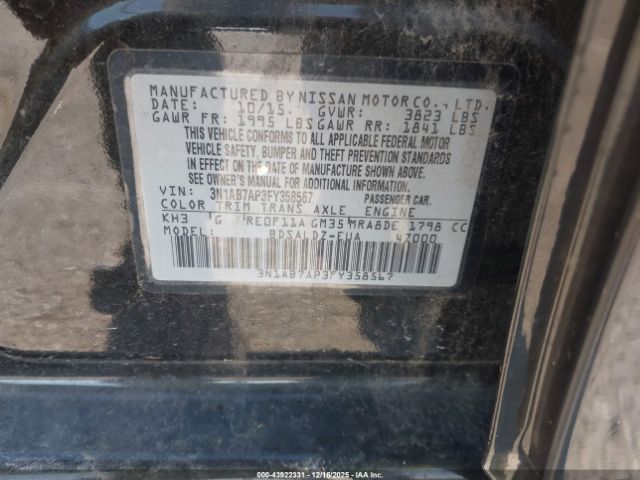 MANUFACTURED BY NISSAN MOTOR CO., LTD.
DATE: 10/15. GVWR: 3823 LBS
GAWR FR: 1995 LBS GAWR RR: 1841 LBS
THIS VEHICLE CONFORMS TO ALL APPLICABLE FEDERAL MOTOR
VEHICLE SAFETY, BUMPER AND THEFT PREVENTION STANDARDS
IN EFFECT ON THE DATE OF MANUFACTURE SHOWN ABOVE.
SEE OWNER'S MANUAL FOR ADDITIONAL INFORMATION.
VIN: 3N1AB7AP3FY358567 PASSENGER CAR.
COLOR TRIM TRANS AXLE ENGINE
KH3 G RE0F11A GM35 MRA8DE 1798 CC
MODEL: BDSALDZ-EUA 47000
3N1AB7AP3FY358567
© 43922331 - 12/16/2025 - IAA Inc.